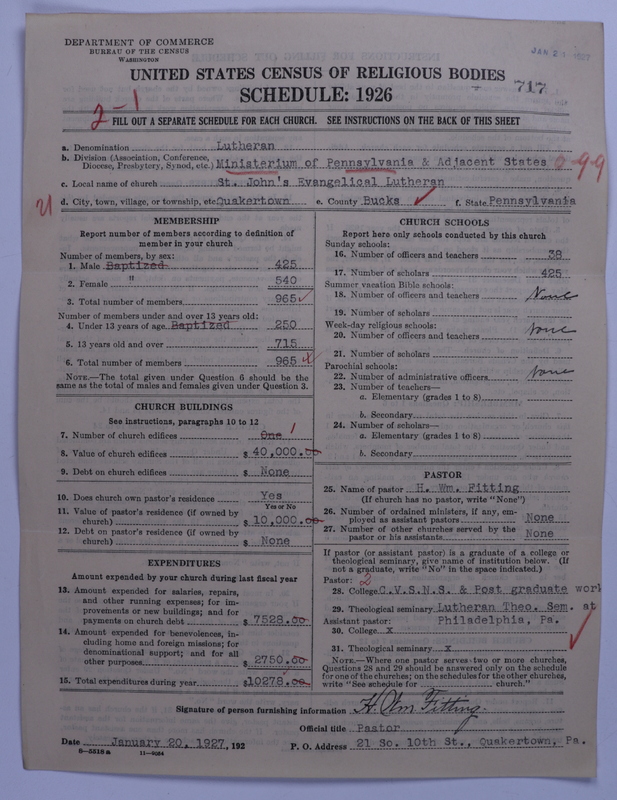 DEPARTMENT OF COMMERCE
BUREAU OF THE CENSUS
WASHINGTON
JAN 2 1927
UNITED STATES CENSUS OF RELIGIOUS BODIES
SCHEDULE: 1926
717
2-1
FILL OUT A SEPARATE SCHEDULE FOR EACH CHURCH. SEE INSTRUCTIONS ON THE BACK OF THIS SHEET
a. Denomination Lutheran
b. Division (Association, Conference, Diocese, Presbytery, Synod, etc.) Ministerium of Pennsylvania & Adjacent States 0-99
c. Local name of church St. John's Evangelical Lutheran
d. City, town, village, or township, etc. Quakertown e. County Bucks f. State Pennsylvania
MEMBERSHIP
Report number of members according to definition of
member in your church
Number of members, by sex:
1. Male Baptized 425
2. Female " 540
3. Total number of members 965
Number of members under and over 13 years old:
4. Under 13 years of age Baptized 250
5. 13 years old and over 715
6. Total number of members 965
NOTE.—The total given under Question 6 should be the
same as the total of males and females given under Question 3.
CHURCH BUILDINGS
See instructions, paragraphs 10 to 12
7. Number of church edifices One 1
8. Value of church edifices $ 40,000.00
9. Debt on church edifices $ None
10. Does church own pastor's residence Yes
Yes or No
11. Value of pastor's residence (if owned by
church) $ 10,000.00
12. Debt on pastor's residence (if owned by
church) $ None
EXPENDITURES
Amount expended by your church during last fiscal year
13. Amount expended for salaries, repairs,
and other running expenses; for im-
provements or new buildings; and for
payments on church debt $ 7528.00
14. Amount expended for benevolences, in-
cluding home and foreign missions; for
denominational support; and for all
other purposes $ 2750.00
15. Total expenditures during year $10278.00
CHURCH SCHOOLS
Report here only schools conducted by this church
Sunday schools:
16. Number of officers and teachers 38
17. Number of scholars 425
Summer vacation Bible schools:
18. Number of officers and teachers None
19. Number of scholars
Week-day religious schools:
20. Number of officers and teachers None
21. Number of scholars
Parochial schools:
22. Number of administrative officers None
23. Number of teachers—
a. Elementary (grades 1 to 8)
b. Secondary
24. Number of scholars—
a. Elementary (grades 1 to 8)
b. Secondary
PASTOR
25. Name of pastor H. Wm. Fitting
(If church has no pastor, write "None")
26. Number of ordained ministers, if any, em-
ployed as assistant pastors None
27. Number of other churches served by the
pastor or his assistants None
If pastor (or assistant pastor) is a graduate of a college or
theological seminary, give name of institution below. (If
not a graduate, write "No" in the space indicated.)
Pastor: 2
28. College C.V.S.N.S. & Post graduate work
29. Theological seminary Lutheran Theo. Sem. at
Assistant pastor: Philadelphia, Pa.
30. College x
31. Theological seminary x
NOTE.—Where one pastor serves two or more churches,
Questions 28 and 29 should be answered only on the schedule
for one of the churches; on the schedules for the other churches,
write "See schedule for church."
Signature of person furnishing information H. Wm Fitting.
Official title Pastor
Date January 20, 1927, 192 P. O. Address 21 So. 10th St., Quakertown, Pa.
8—5518 a 11—9064